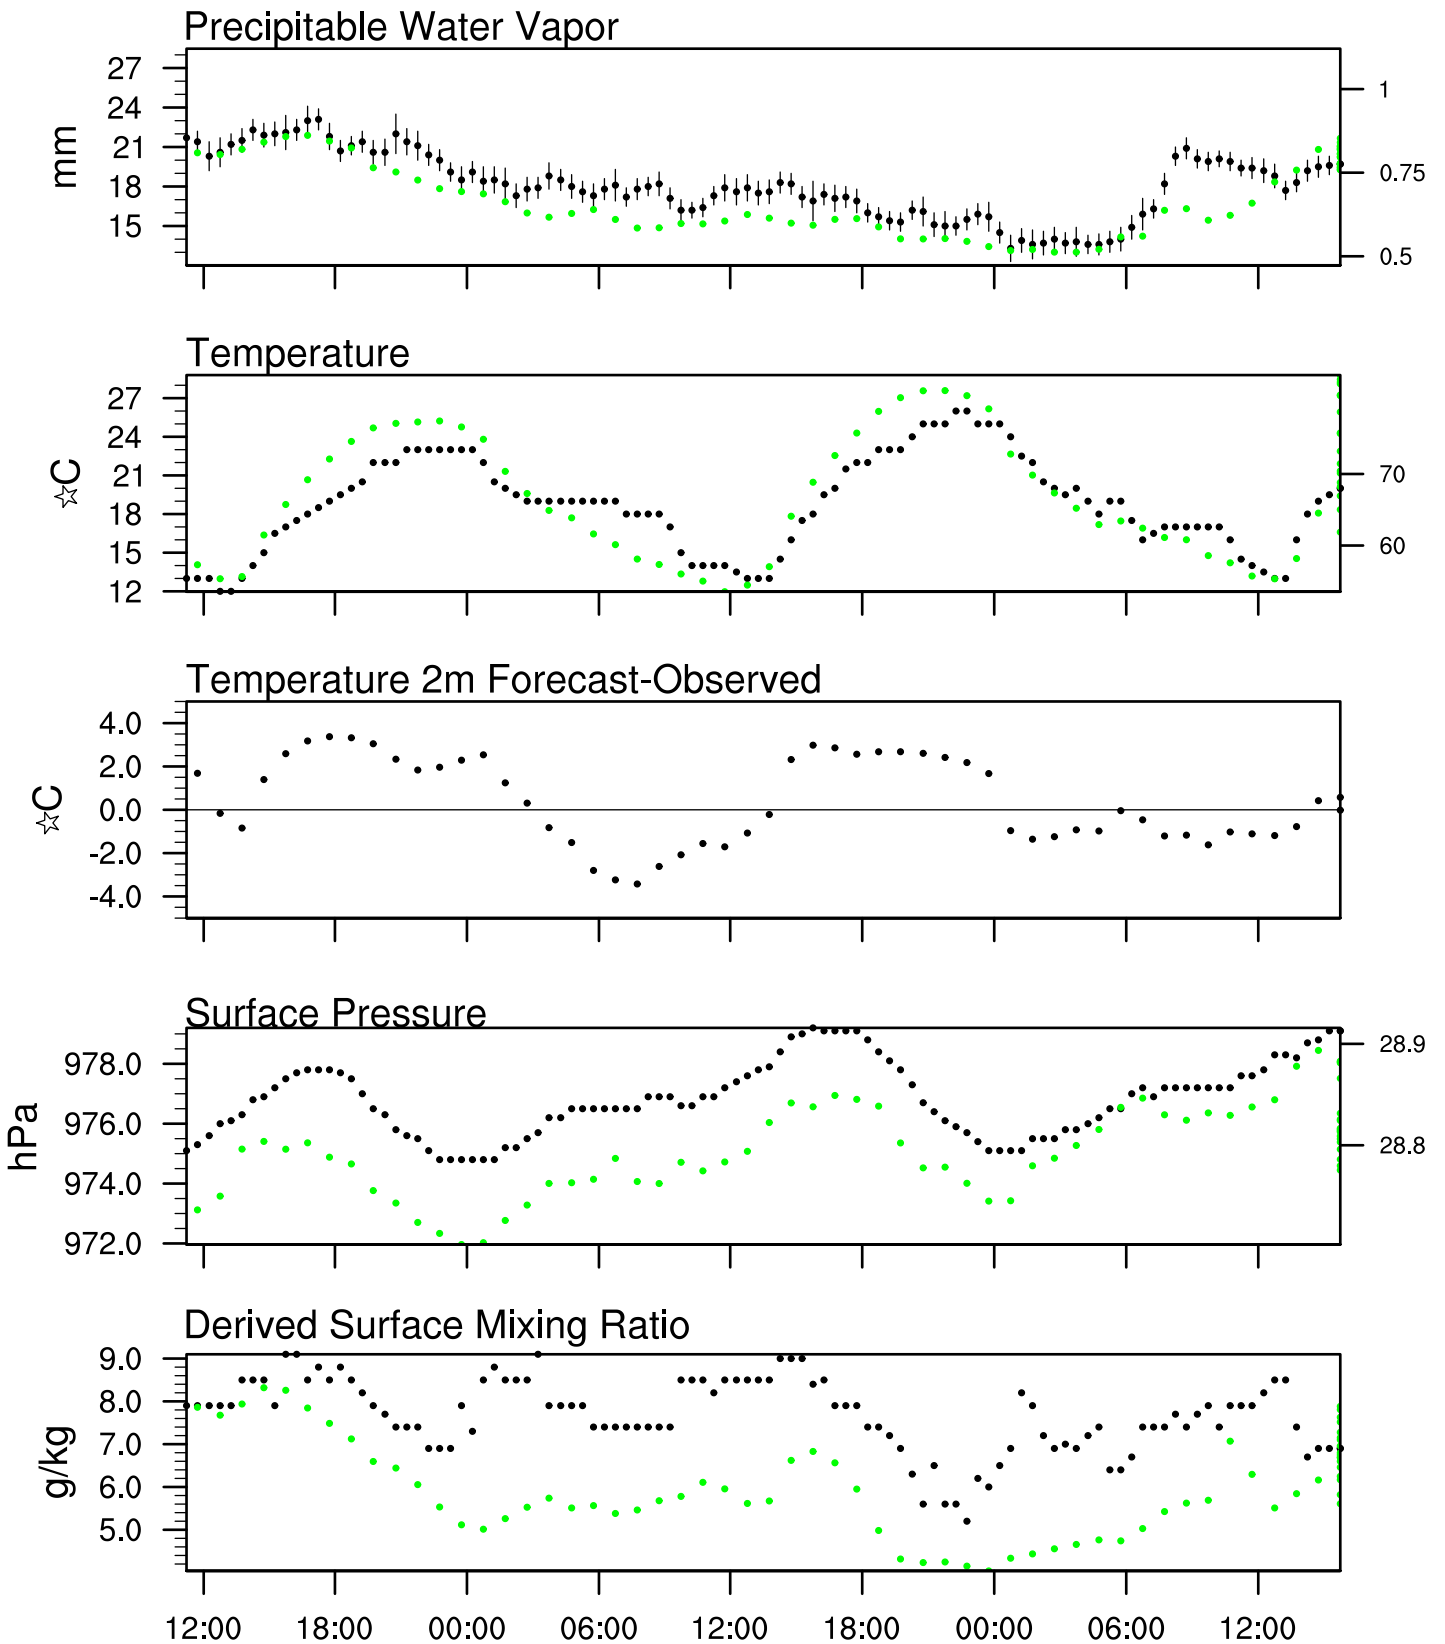 Precipitable Water Vapor
27
24
21
18
15
mm
1
0.75
0.5
Temperature
27
24
21
18
15
12
☆C
70
60
Temperature 2m Forecast-Observed
4.0
2.0
0.0
-2.0
-4.0
☆C
Surface Pressure
978.0
976.0
974.0
972.0
hPa
28.9
28.8
Derived Surface Mixing Ratio
9.0
8.0
7.0
6.0
5.0
g/kg
12:00 18:00 00:00 06:00 12:00 18:00 00:00 06:00 12:00